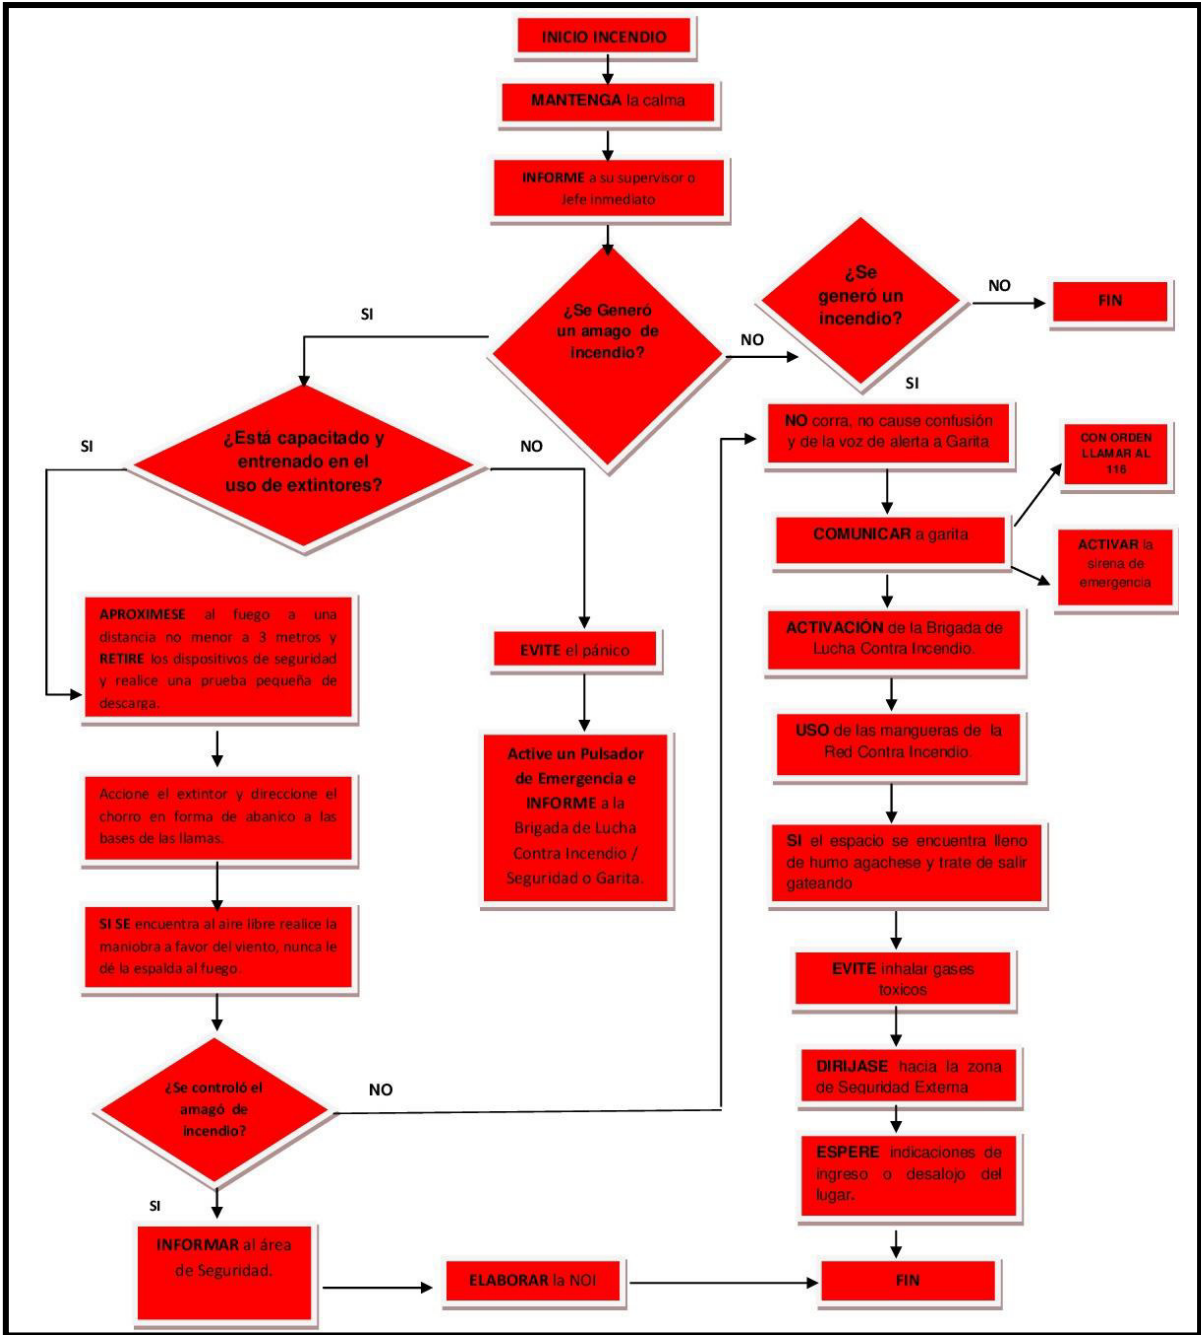 INICIO INCENDIO
MANTENGA la calma
INFORME a su supervisor o
Jefe inmediato
¿Se Generó
un amago de
incendio?
SI
NO
¿Se
generó un
incendio?
NO
FIN
SI
¿Está capacitado y
entrenado en el
uso de extintores?
SI
NO
APROXIMESE al fuego a una
distancia no menor a 3 metros y
RETIRE los dispositivos de seguridad
y realice una prueba pequeña de
descarga.
Accione el extintor y direccione el
chorro en forma de abanico a las
bases de las llamas.
SI SE encuentra al aire libre realice la
maniobra a favor del viento, nunca le
dé la espalda al fuego.
¿Se controló el
amagó de
incendio?
NO
SI
INFORMAR al área
de Seguridad.
ELABORAR la NOI
EVITE el pánico
Active un Pulsador
de Emergencia e
INFORME a la
Brigada de Lucha
Contra Incendio /
Seguridad o Garita.
NO corra, no cause confusión
y de la voz de alerta a Garita
COMUNICAR a garita
CON ORDEN
LLAMAR AL
116
ACTIVAR la
sirena de
emergencia
ACTIVACIÓN de la Brigada de
Lucha Contra Incendio.
USO de las mangueras de la
Red Contra Incendio.
SI el espacio se encuentra lleno
de humo agachese y trate de salir
gateando
EVITE inhalar gases
toxicos
DIRIJASE hacia la zona
de Seguridad Externa
ESPERE indicaciones de
ingreso o desalojo del
lugar.
FIN